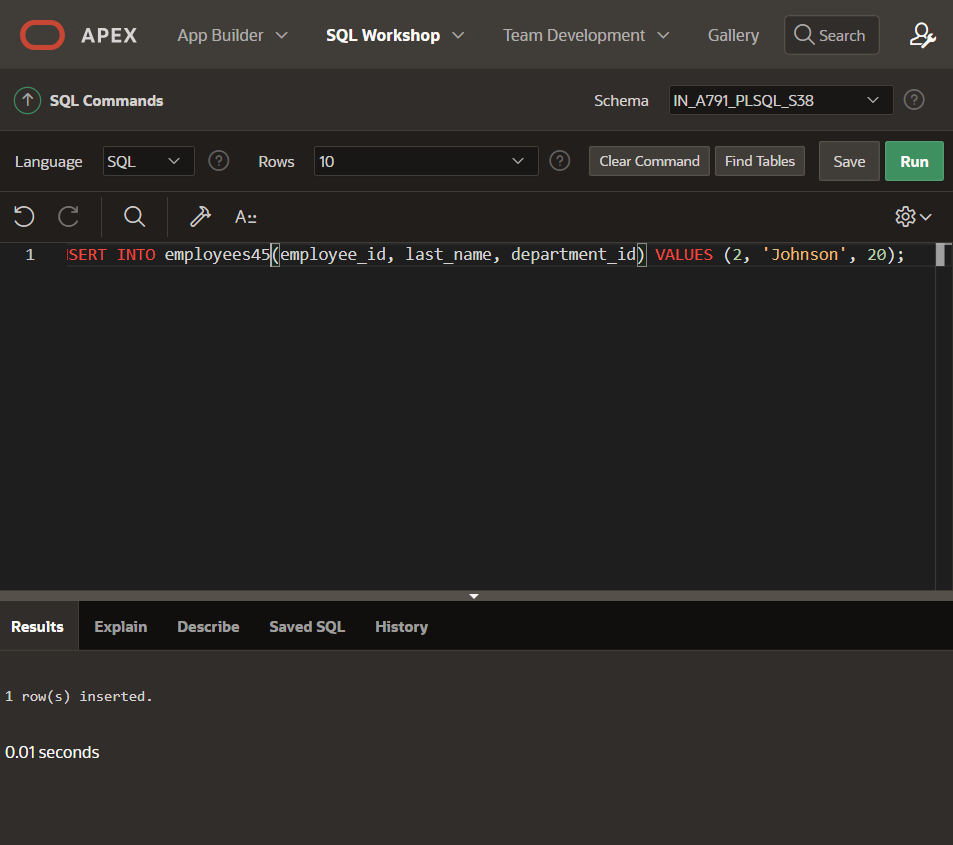 APEX App Builder SQL Workshop Team Development Gallery Search
SQL Commands Schema IN_A791_PLSQL_S38 ?
Language SQL ? Rows 10 ? Clear Command Find Tables Save Run
A::
1 SERT INTO employees45(employee_id, last_name, department_id) VALUES (2, 'Johnson', 20);
Results Explain Describe Saved SQL History
1 row(s) inserted.
0.01 seconds